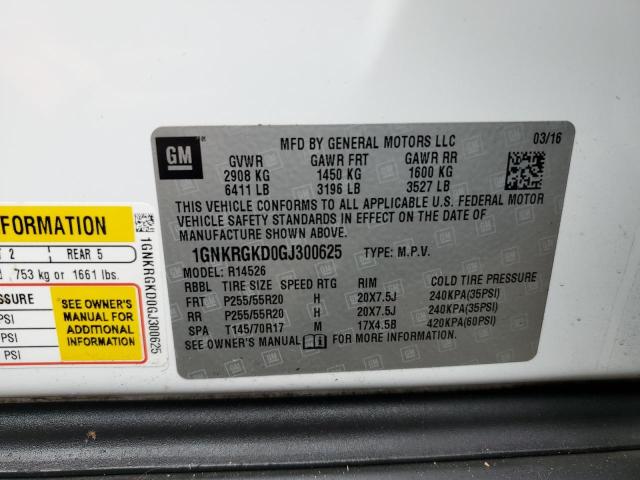 GM
MFD BY GENERAL MOTORS LLC 03/16
GVWR GAWR FRT GAWR RR
2908 KG 1450 KG 1600 KG
6411 LB 3196 LB 3527 LB
THIS VEHICLE CONFORMS TO ALL APPLICABLE U.S. FEDERAL MOTOR
VEHICLE SAFETY STANDARDS IN EFFECT ON THE DATE OF MANUFACTURE
SHOWN ABOVE.
1GNKRGKD0GJ300625 TYPE: M.P.V.
MODEL: R14526
RBBL TIRE SIZE SPEED RTG RIM COLD TIRE PRESSURE
FRT P255/55R20 H 20X7.5J 240KPA(35PSI)
RR P255/55R20 H 20X7.5J 240KPA(35PSI)
SPA T145/70R17 M 17X4.5B 420KPA(60PSI)
SEE OWNER'S MANUAL FOR MORE INFORMATION.
FORMATION
2 REAR 5
753 kg or 1661 lbs.
SURE
PSI
PSI
PSI
SEE OWNER'S
MANUAL FOR
ADDITIONAL
INFORMATION
1GNKRGKD0GJ300625